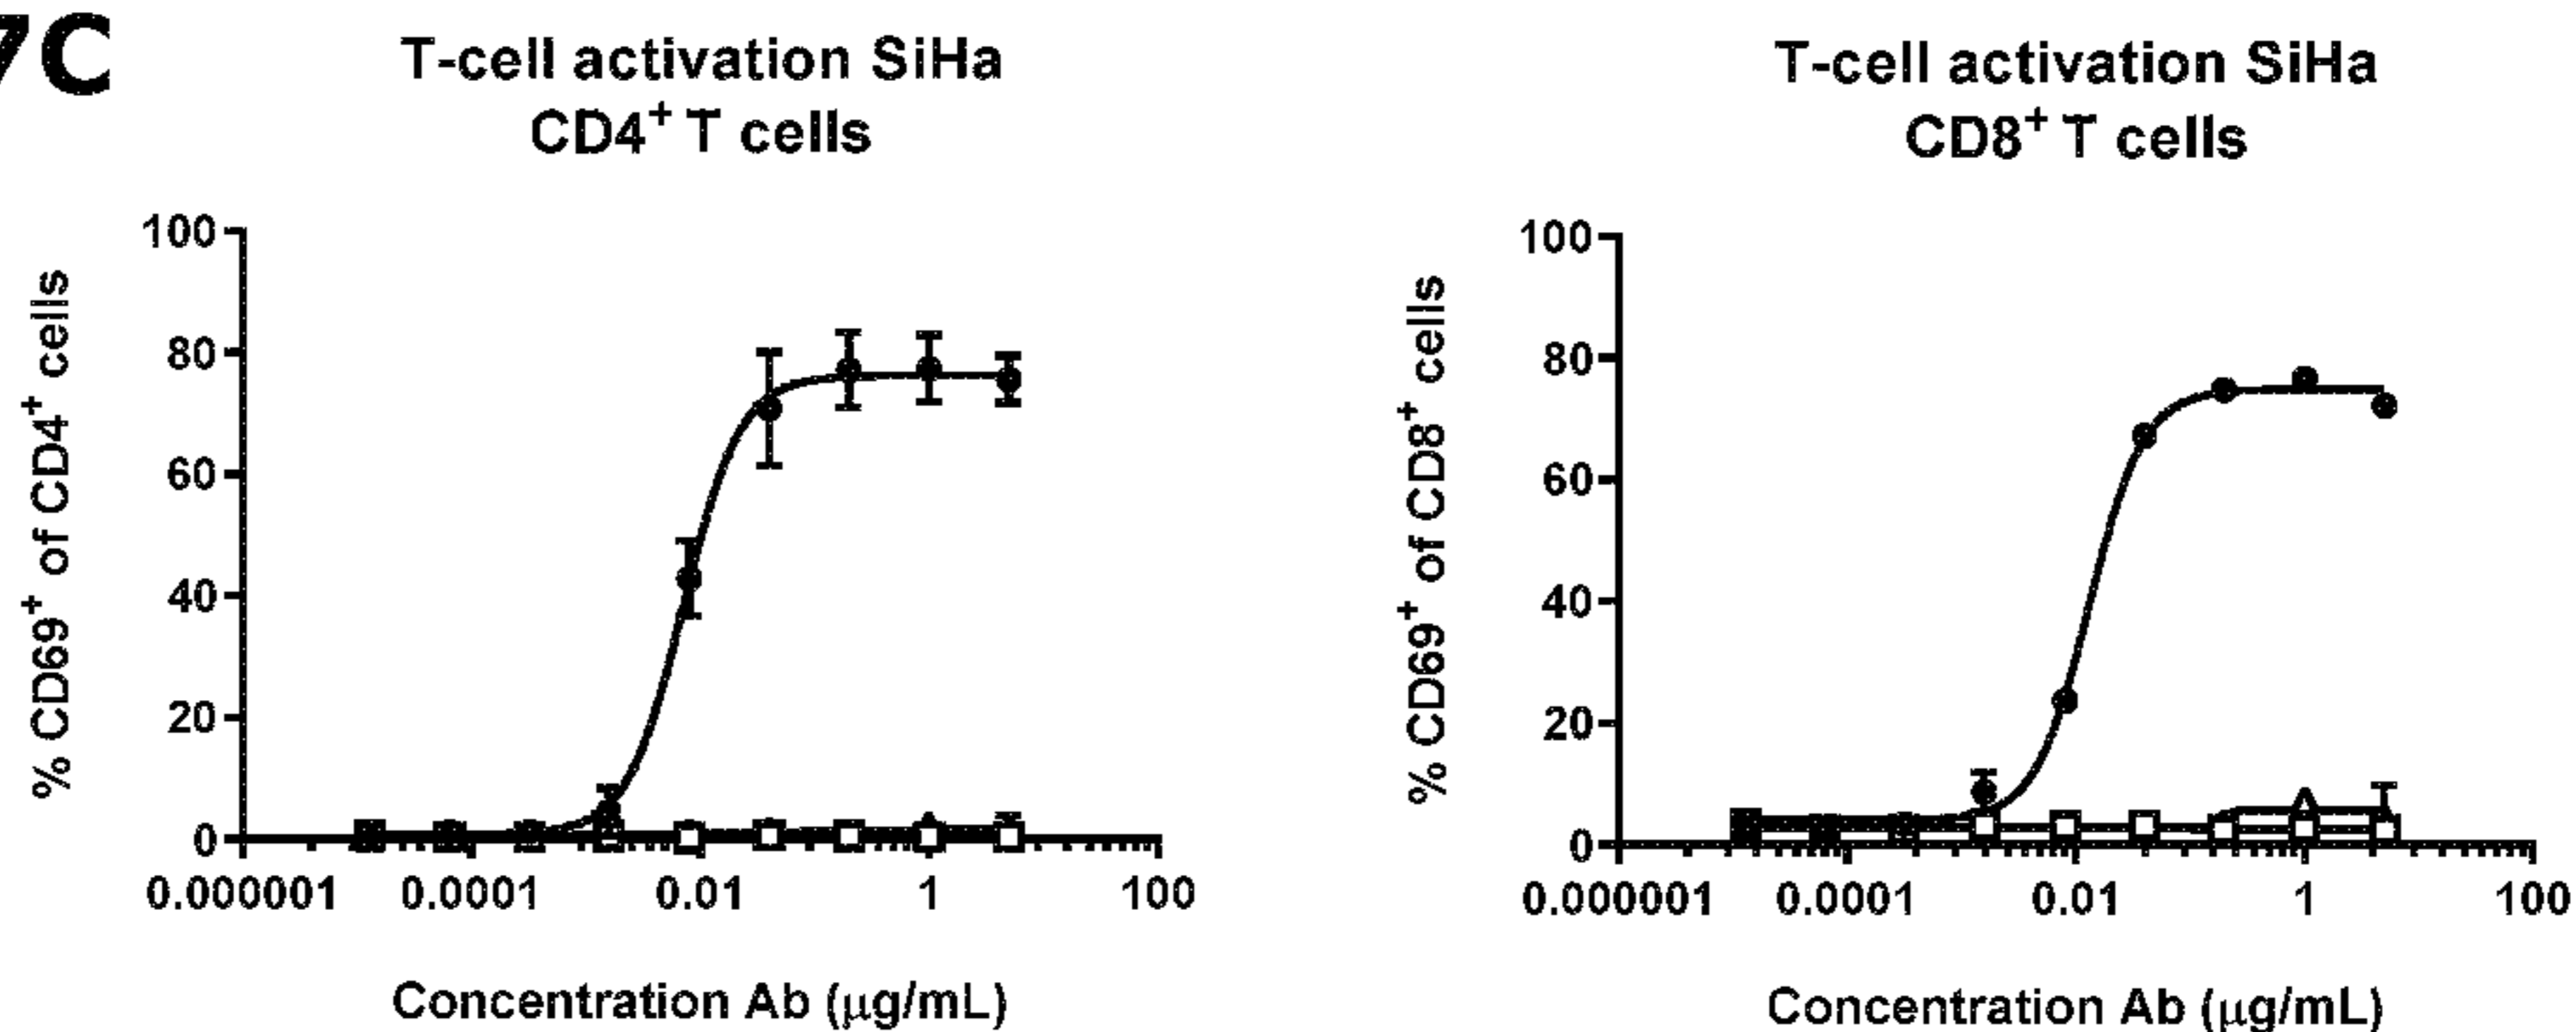 7C
T-cell activation SiHa
CD4⁺ T cells
% CD69⁺ of CD4⁺ cells
100
80
60
40
20
0
0.000001
0.0001
0.01
1
100
Concentration Ab (µg/mL)
T-cell activation SiHa
CD8⁺ T cells
% CD69⁺ of CD8⁺ cells
100
80
60
40
20
0
0.000001
0.0001
0.01
1
100
Concentration Ab (µg/mL)